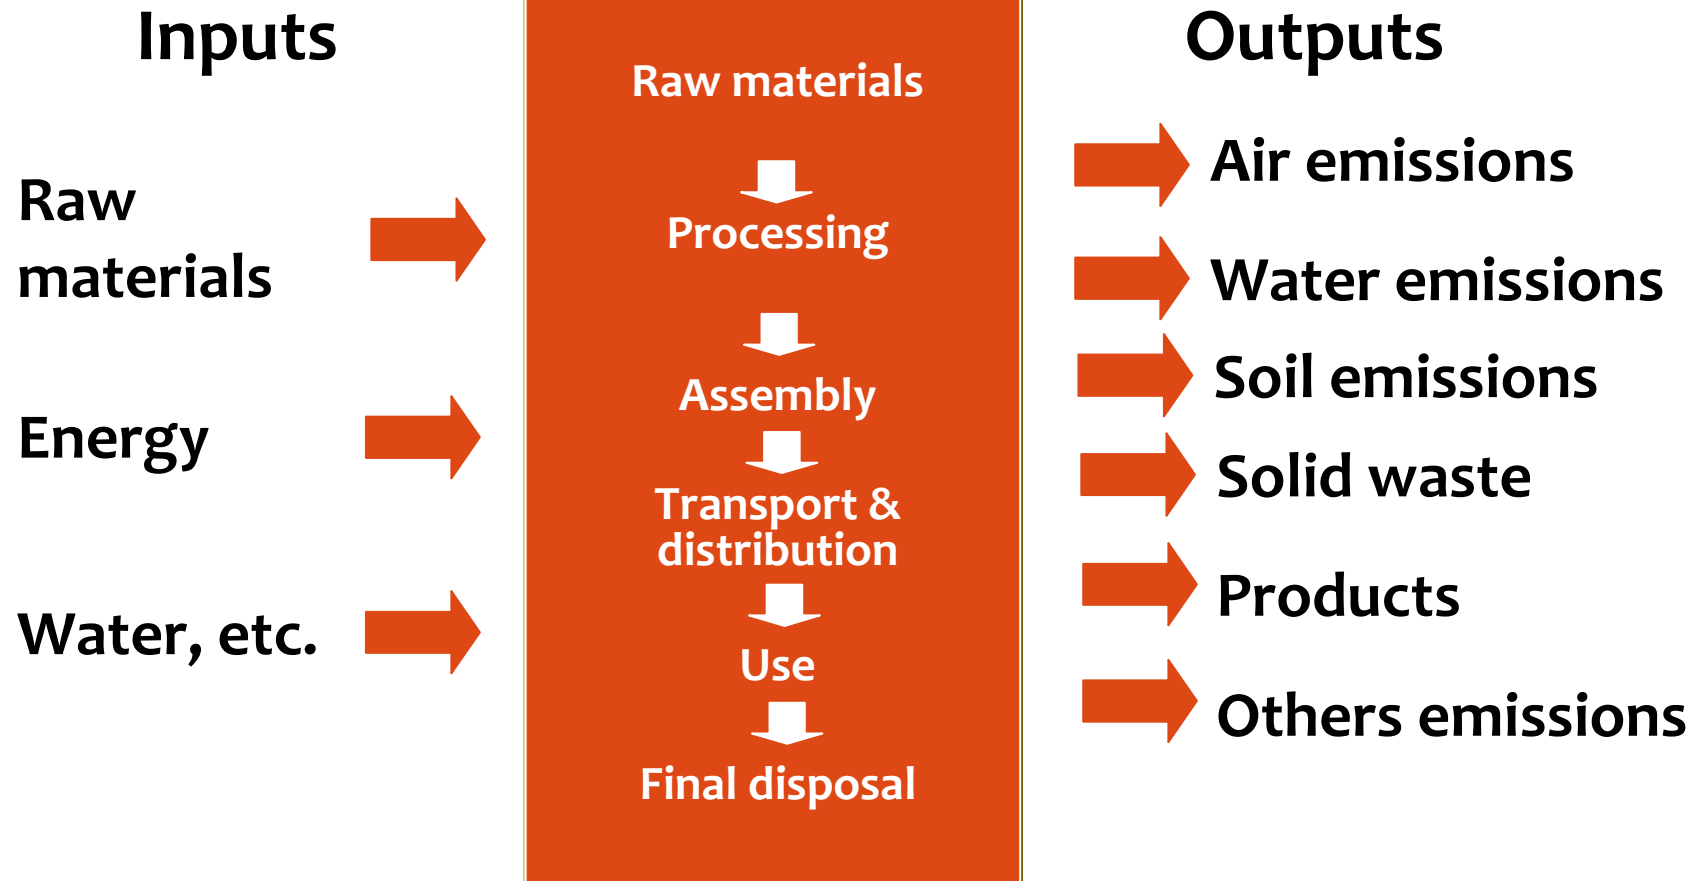 Inputs
Raw
materials
Energy
Water, etc.
Raw materials
Processing
Assembly
Transport &
distribution
Use
Final disposal
Outputs
Air emissions
Water emissions
Soil emissions
Solid waste
Products
Others emissions